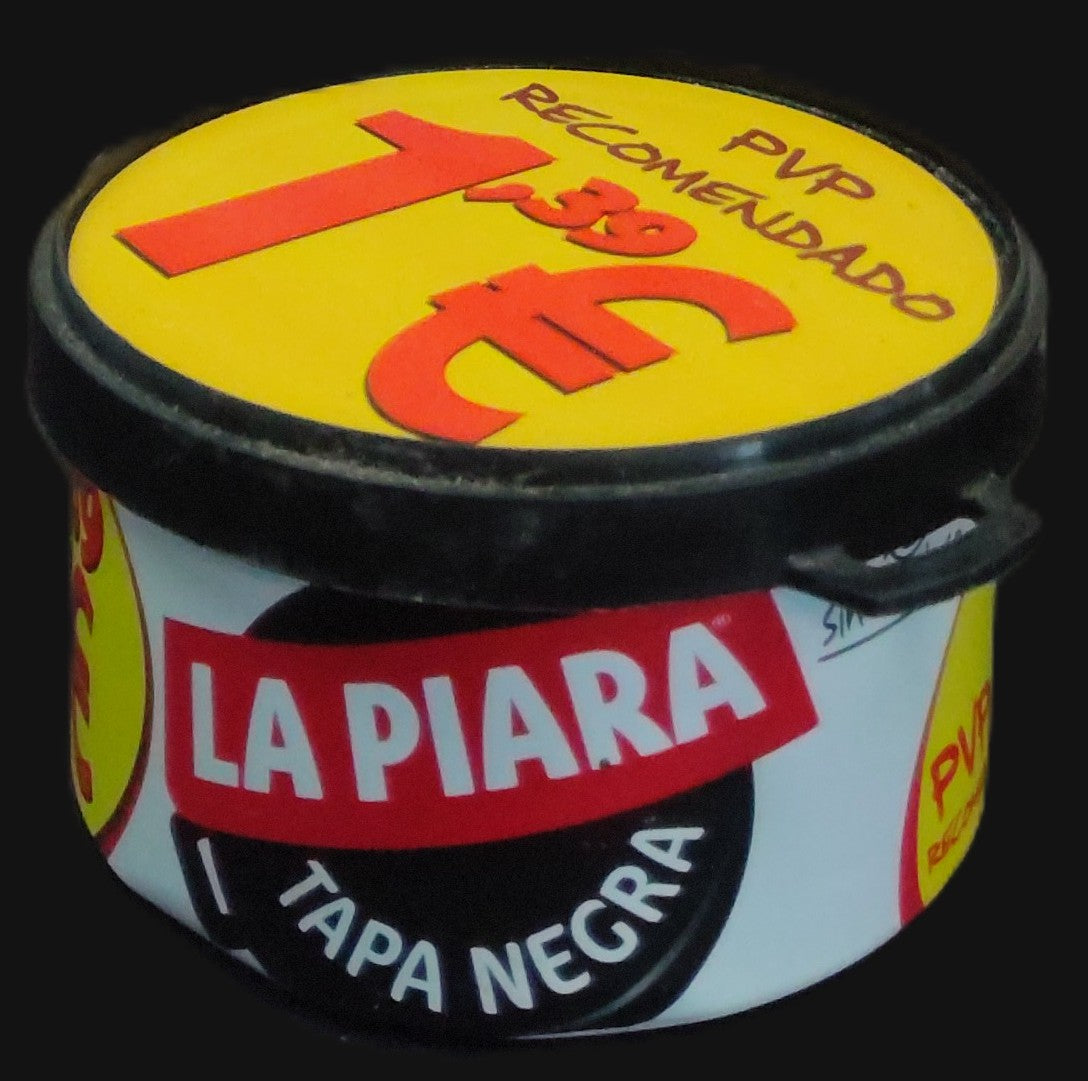 PVP
RECOMENDADO
1,39
€
LA PIARA
TAPA NEGRA
PVP